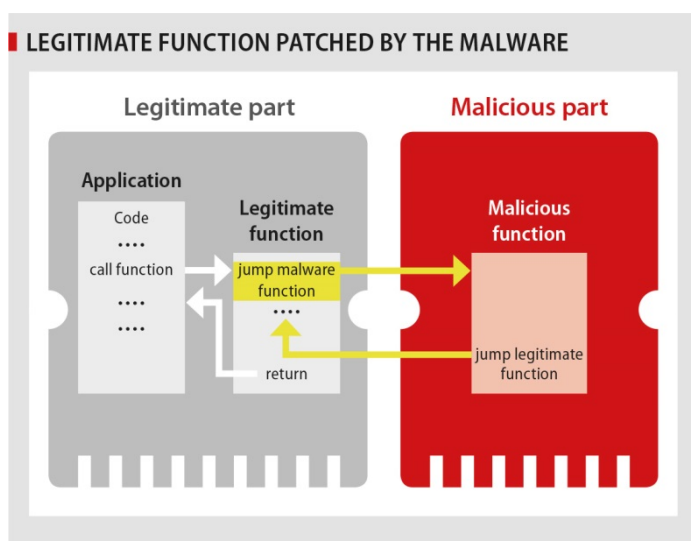 LEGITIMATE FUNCTION PATCHED BY THE MALWARE
Legitimate part
Malicious part
Application
Code
....
call function
....
....
Legitimate
function
jump malware
function
....
return
Malicious
function
jump legitimate
function